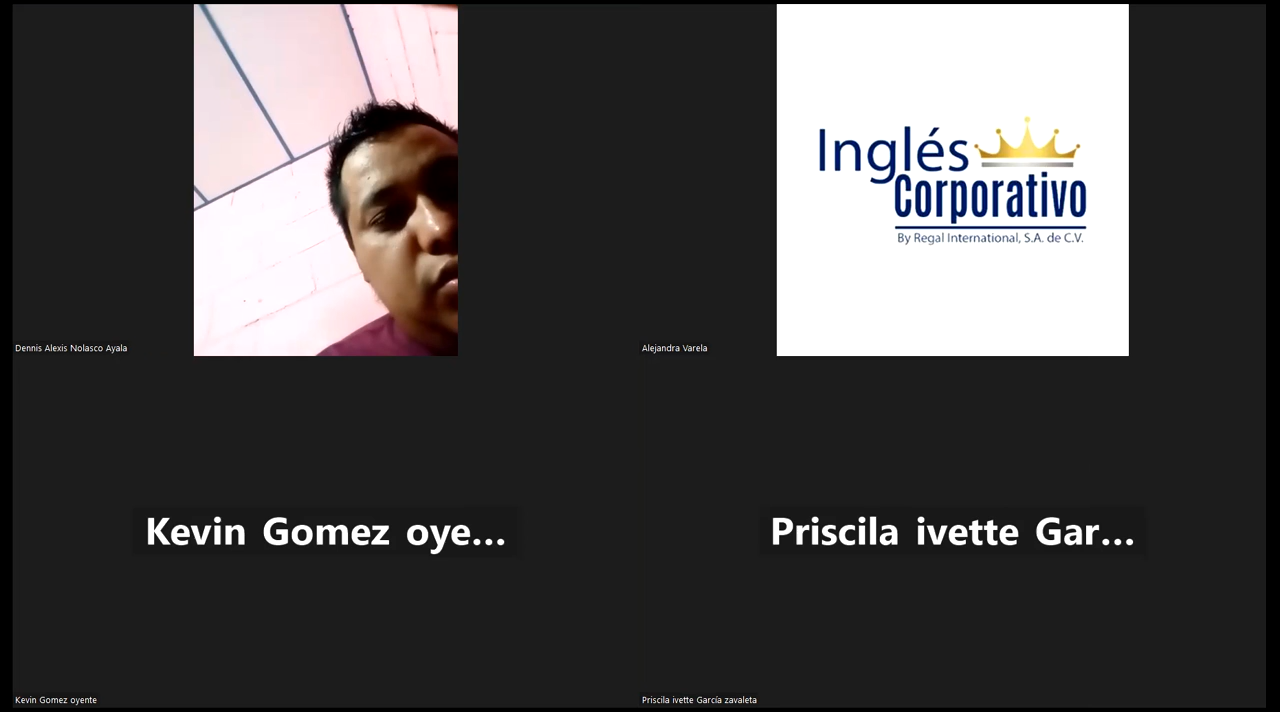 Inglés
Corporativo
By Regal International, S.A. de C.V.
Dennis Alexis Nolasco Ayala
Alejandra Varela
Kevin Gomez oye...
Priscila ivette Gar...
Kevin Gomez oyente
Priscila ivette García zavaleta